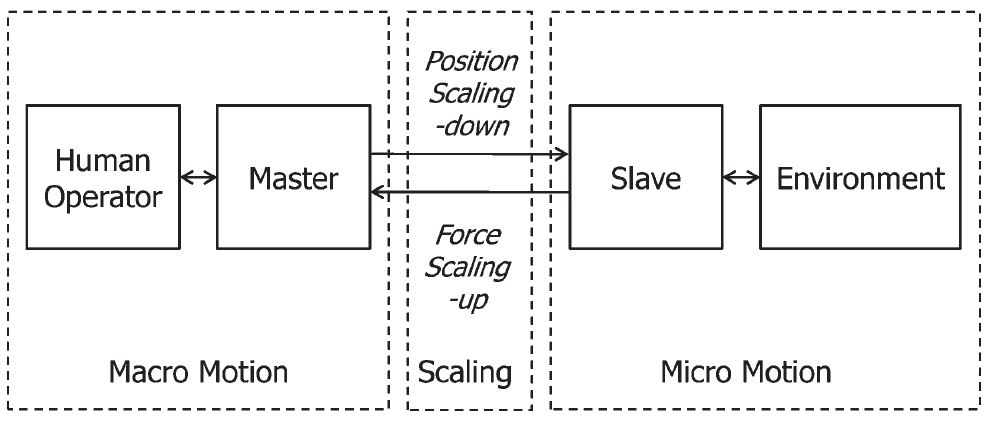 Position
Scaling
-down
Human
Operator
Master
Slave
Environment
Force
Scaling
-up
Macro Motion
Scaling
Micro Motion